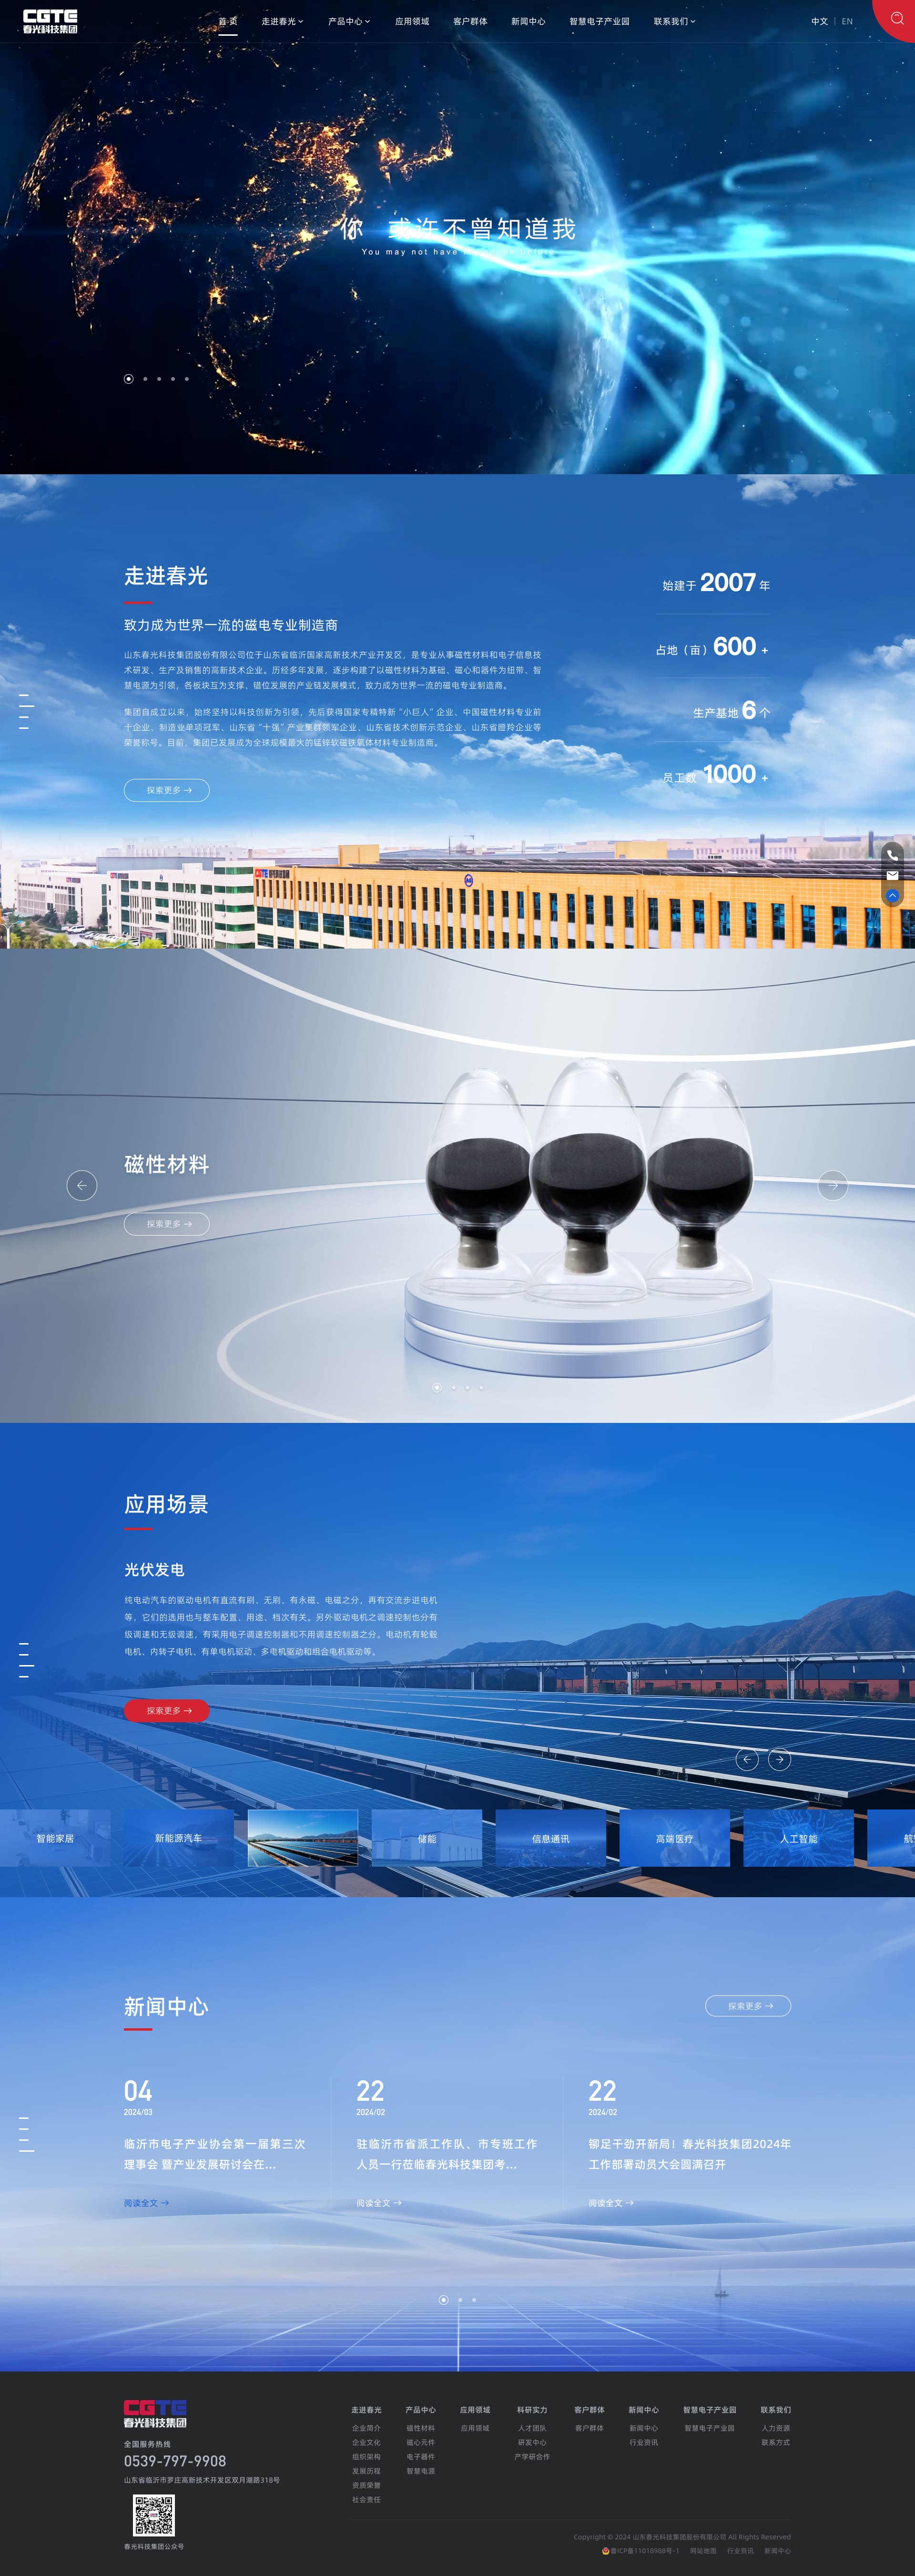 CGTE
春光科技集团
首 页
走进春光
产品中心
应用领域
客户群体
新闻中心
智慧电子产业园
联系我们
中文 | EN
你 或许不曾知道我
You may not have
走进春光
致力成为世界一流的磁电专业制造商
山东春光科技集团股份有限公司位于山东省临沂国家高新技术产业开发区，是专业从事磁性材料和电子信息技
术研发、生产及销售的高新技术企业。历经多年发展，逐步构建了以磁性材料为基础、磁心和器件为纽带、智
慧电源为引领，各板块互为支撑、错位发展的产业链发展模式，致力成为世界一流的磁电专业制造商。
集团自成立以来，始终坚持以科技创新为引领，先后获得国家专精特新“小巨人”企业、中国磁性材料专业前
十企业、制造业单项冠军、山东省“十强”产业集群领军企业、山东省技术创新示范企业、山东省瞪羚企业等
荣誉称号。目前，集团已发展成为全球规模最大的锰锌软磁铁氧体材料专业制造商。
探索更多
始建于 2007 年
占地（亩）600 +
生产基地 6 个
员工数 1000 +
磁性材料
探索更多
应用场景
光伏发电
纯电动汽车的驱动电机有直流有刷、无刷、有永磁、电磁之分，再有交流步进电机
等，它们的选用也与整车配置、用途、档次有关。另外驱动电机之调速控制也分有
级调速和无级调速，有采用电子调速控制器和不用调速控制器之分。电动机有轮毂
电机、内转子电机、有单电机驱动、多电机驱动和组合电机驱动等。
探索更多
智能家居
新能源汽车
储能
信息通讯
高端医疗
人工智能
新闻中心
探索更多
04
2024/03
临沂市电子产业协会第一届第三次
理事会 暨产业发展研讨会在...
阅读全文
22
2024/02
驻临沂市省派工作队、市专班工作
人员一行莅临春光科技集团考...
阅读全文
22
2024/02
铆足干劲开新局！春光科技集团2024年
工作部署动员大会圆满召开
阅读全文
CGTE
春光科技集团
全国服务热线
0539-797-9908
山东省临沂市罗庄高新技术开发区双月湖路318号
春光科技集团公众号
走进春光
企业简介
企业文化
组织架构
发展历程
资质荣誉
社会责任
产品中心
磁性材料
磁心元件
电子器件
智慧电源
应用领域
应用领域
科研实力
人才团队
研发中心
产学研合作
客户群体
客户群体
新闻中心
新闻中心
行业资讯
智慧电子产业园
智慧电子产业园
联系我们
人力资源
联系方式
Copyright © 2024 山东春光科技集团股份有限公司 All Rights Reserved
鲁ICP备11018988号-1 网站地图 行业资讯 新闻中心